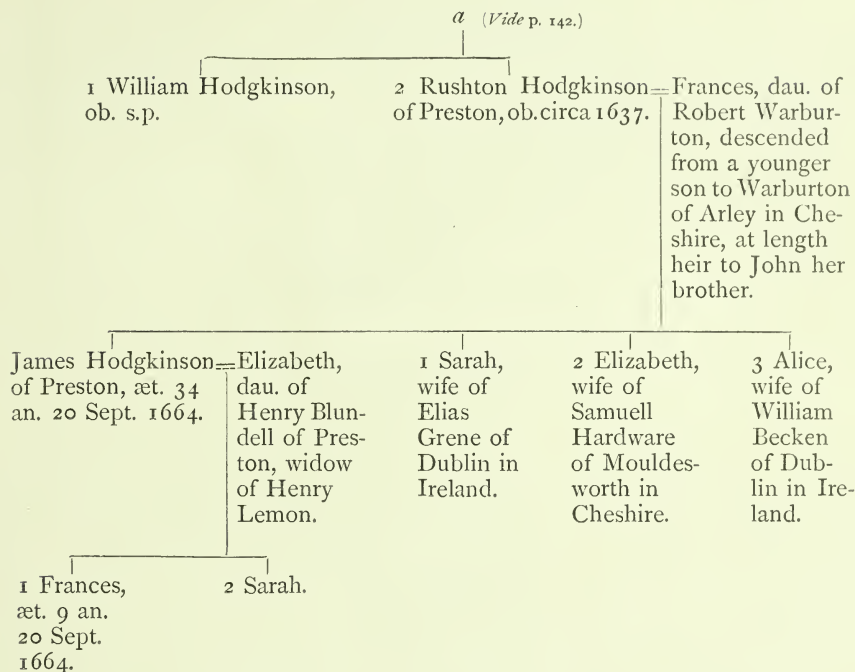 a (Vide p. 142.)
1 William Hodgkinson,
ob. s.p.
2 Rushton Hodgkinson=
of Preston, ob. circa 1637.
Frances, dau. of
Robert Warbur-
ton, descended
from a younger
son to Warburton
of Arley in Che-
shire, at length
heir to John her
brother.
James Hodgkinson=
of Preston, æt. 34
an. 20 Sept. 1664.
Elizabeth,
dau. of
Henry Blun-
dell of Pres-
ton, widow
of Henry
Lemon.
1 Sarah,
wife of
Elias
Grene of
Dublin in
Ireland.
2 Elizabeth,
wife of
Samuell
Hardware
of Mouldes-
worth in
Cheshire.
3 Alice,
wife of
William
Becken
of Dub-
lin in Ire-
land.
1 Frances,
æt. 9 an.
20 Sept.
1664.
2 Sarah.